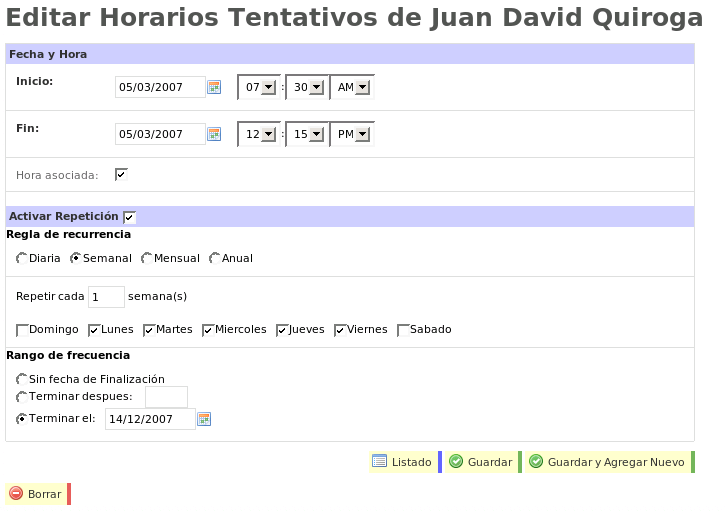 Editar Horarios Tentativos de Juan David Quiroga
Fecha y Hora
Inicio: 05/03/2007 07 : 30 AM
Fin: 05/03/2007 12 : 15 PM
Hora asociada:
Activar Repetición
Regla de recurrencia
Diaria Semanal Mensual Anual
Repetir cada 1 semana(s)
Domingo Lunes Martes Miercoles Jueves Viernes Sabado
Rango de frecuencia
Sin fecha de Finalización
Terminar despues:
Terminar el: 14/12/2007
Listado Guardar Guardar y Agregar Nuevo
Borrar